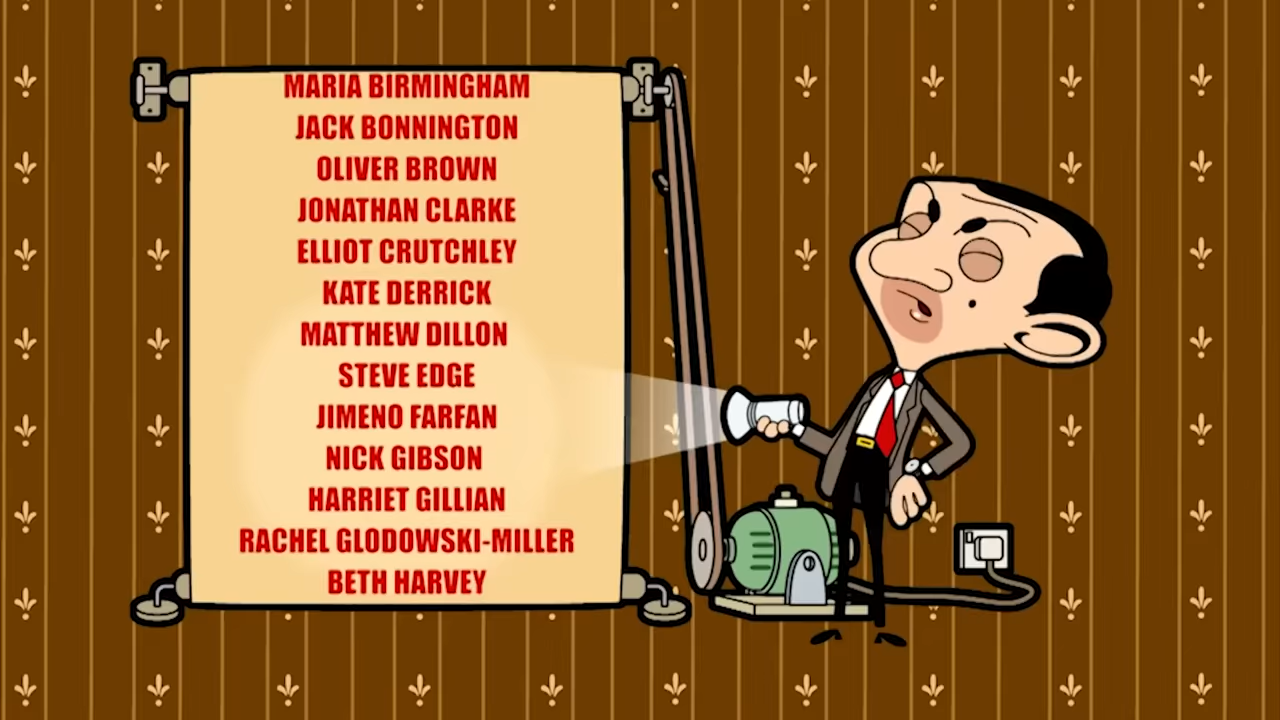 MARIA BIRMINGHAM
JACK BONNINGTON
OLIVER BROWN
JONATHAN CLARKE
ELLIOT CRUTCHLEY
KATE DERRICK
MATTHEW DILLON
STEVE EDGE
JIMENO FARFAN
NICK GIBSON
HARRIET GILLIAN
RACHEL GLODOWSKI-MILLER
BETH HARVEY